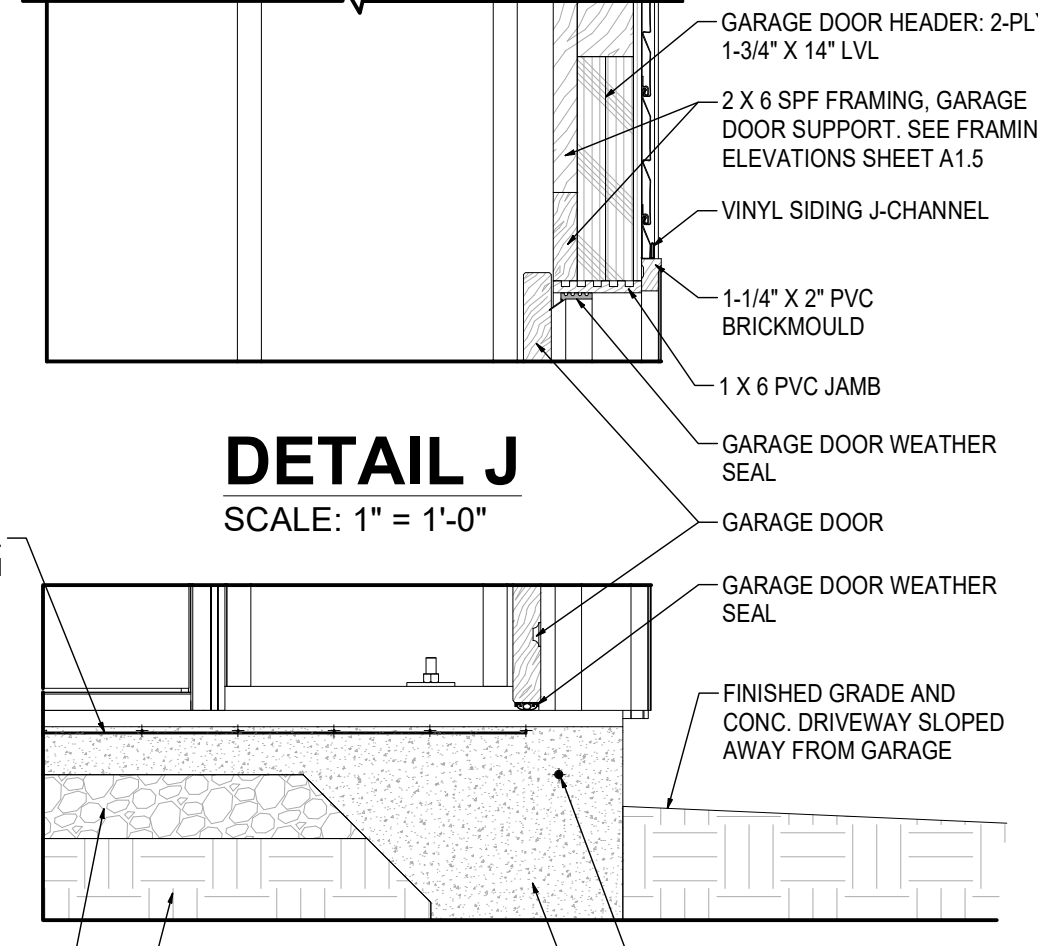 GARAGE DOOR HEADER: 2-PLY
1-3/4" X 14" LVL
2 X 6 SPF FRAMING, GARAGE
DOOR SUPPORT. SEE
ELEVATIONS SHEET A1.5
VINYL SIDING J-CHANNEL
1-1/4" X 2" PVC
BRICKMOULD
1 X 6 PVC JAMB
GARAGE DOOR WEATHER
SEAL
DETAIL J
SCALE: 1" = 1'-0"
GARAGE DOOR
GARAGE DOOR WEATHER
SEAL
FINISHED GRADE AND
CONC. DRIVEWAY SLOPED
AWAY FROM GARAGE